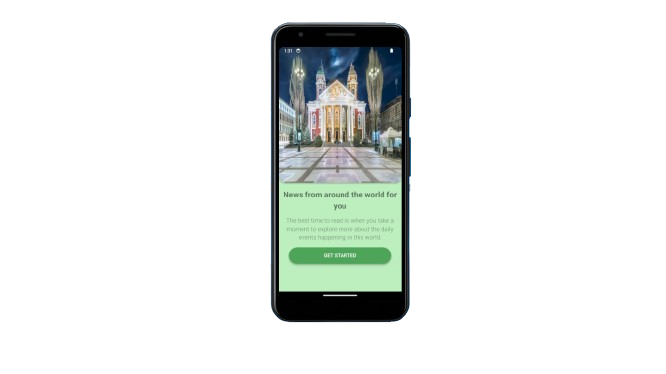 1:31
News from around the world for
you
The best time to read is when you take a
moment to explore more about the daily
events happening in this world.
GET STARTED